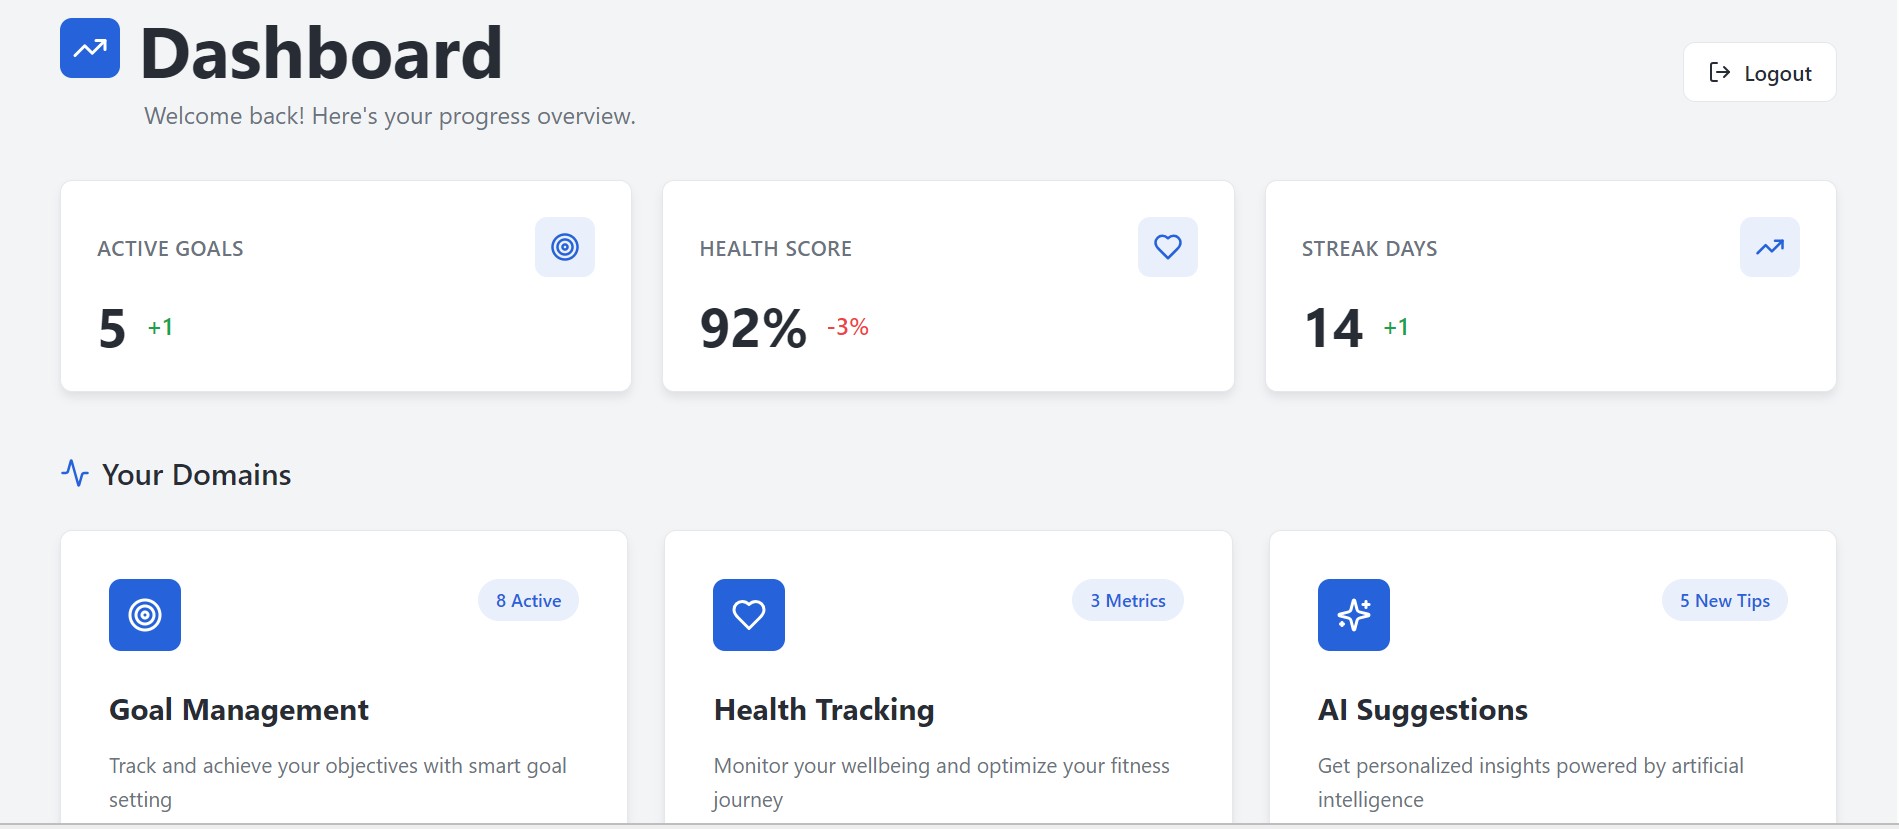 Dashboard
Logout
Welcome back! Here's your progress overview.
ACTIVE GOALS
5 +1
HEALTH SCORE
92% -3%
STREAK DAYS
14 +1
Your Domains
8 Active
Goal Management
Track and achieve your objectives with smart goal
setting
3 Metrics
Health Tracking
Monitor your wellbeing and optimize your fitness
journey
5 New Tips
AI Suggestions
Get personalized insights powered by artificial
intelligence